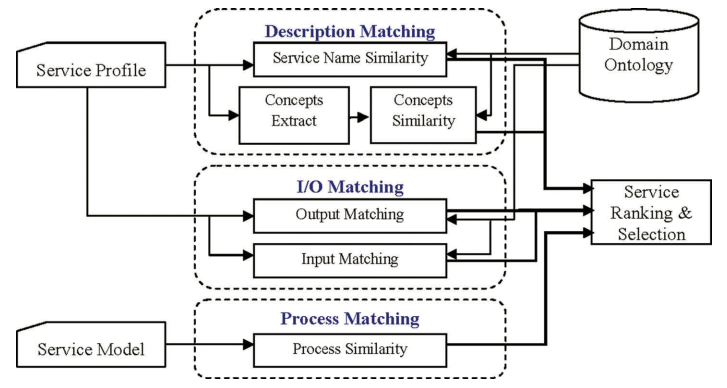 Description Matching
Service Profile
Service Name Similarity
Domain
Ontology
Concepts
Extract
Concepts
Similarity
I/O Matching
Output Matching
Input Matching
Service
Ranking &
Selection
Process Matching
Service Model
Process Similarity